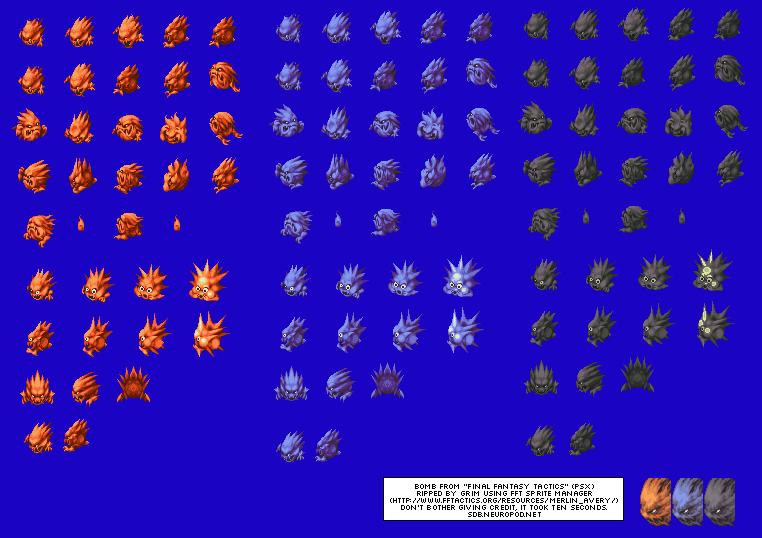 BOMB FROM "FINAL FANTASY TACTICS" (PSX)
RIPPED BY GRIM USING FFT SPRITE MANAGER
(HTTP://WWW.FFTACTICS.ORG/RESOURCES/MERLIN_AVERY/)
DON'T BOTHER GIVING CREDIT, IT TOOK TEN SECONDS.
SDB.NEUROPOD.NET